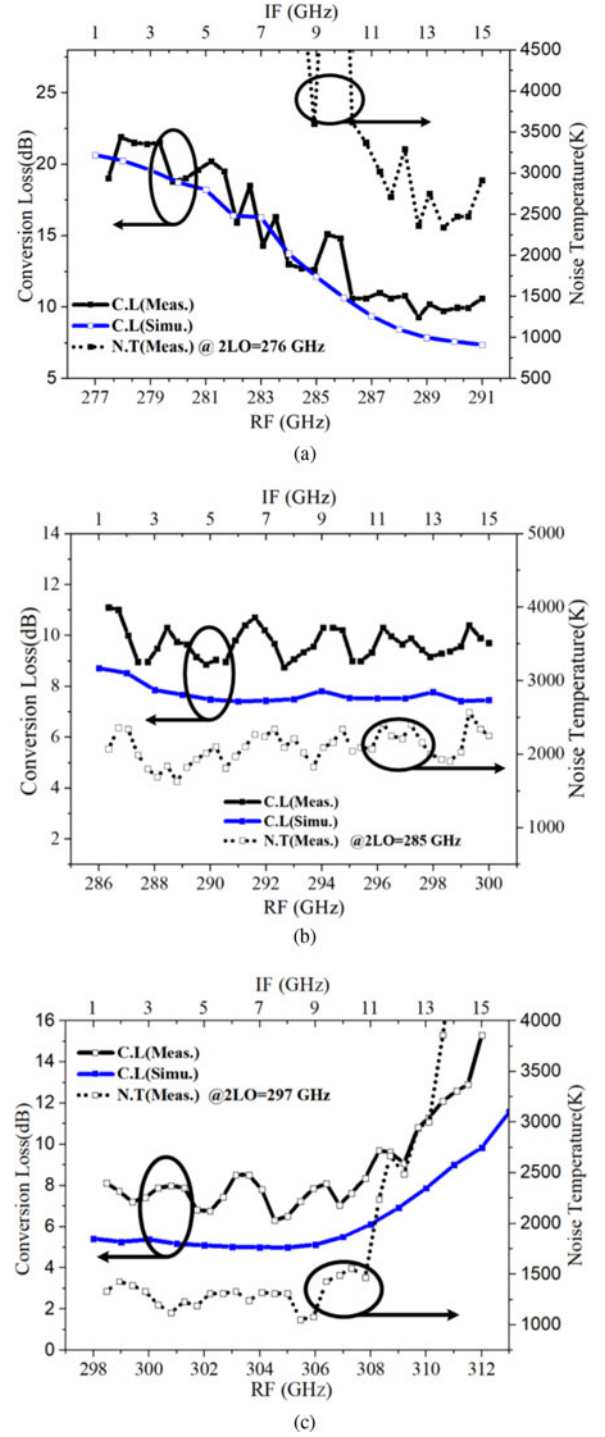 IF (GHz)
1 3 5 7 9 11 13 15
Conversion Loss(dB)
25
20
15
10
5
4500
4000
3500
3000
2500
2000
1500
1000
500
Noise Temperature(K)
C.L(Meas.)
C.L(Simu.)
N.T(Meas.) @ 2LO=276 GHz
277 279 281 283 285 287 289 291
RF (GHz)
(a)
IF (GHz)
1 3 5 7 9 11 13 15
Conversion Loss(dB)
14
12
10
8
6
4
2
5000
4000
3000
2000
1000
Noise Temperature(K)
C.L(Meas.)
C.L(Simu.)
N.T(Meas.) @2LO=285 GHz
286 288 290 292 294 296 298 300
RF (GHz)
(b)
IF (GHz)
1 3 5 7 9 11 13 15
Conversion Loss(dB)
16
14
12
10
8
6
4
2
0
4000
3500
3000
2500
2000
1500
1000
Noise Temperature(K)
C.L(Meas.)
C.L(Simu.)
N.T(Meas.) @2LO=297 GHz
298 300 302 304 306 308 310 312
RF (GHz)
(c)